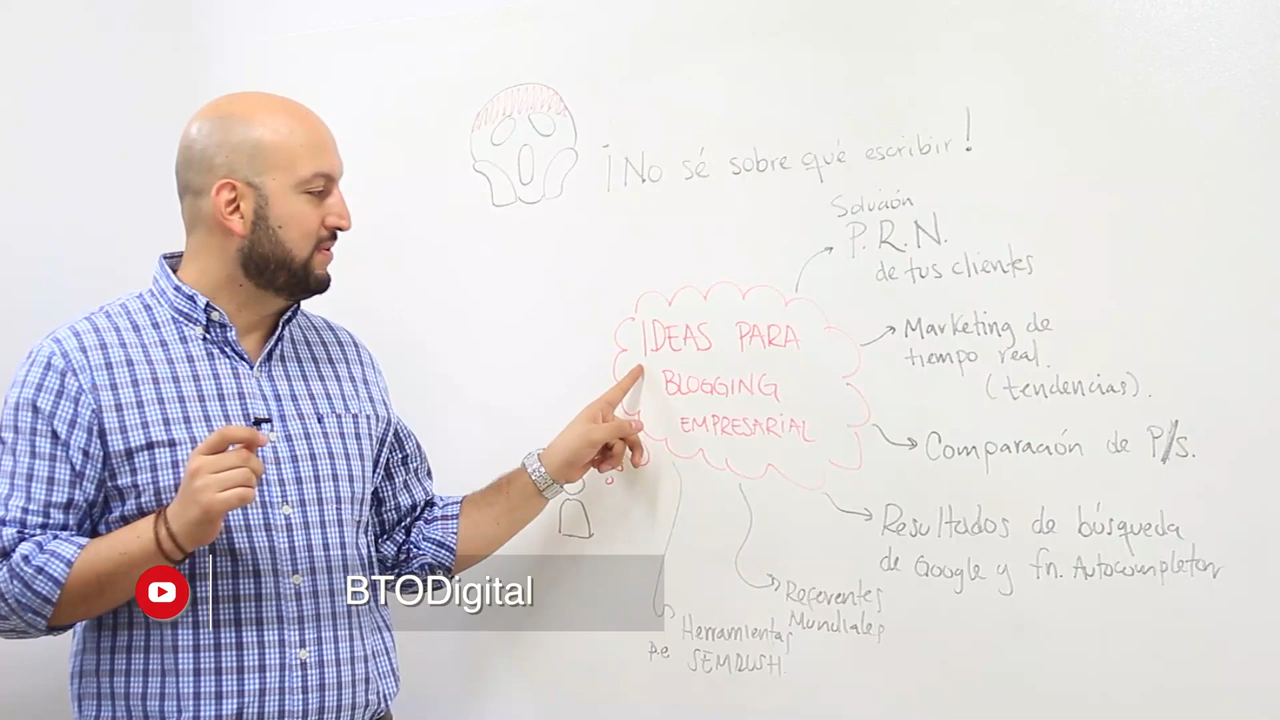 ¡No sé sobre qué escribir!
Solución
P.R.N.
de tus clientes
IDEAS PARA
BLOGGING
EMPRESARIAL
Marketing de
tiempo real.
(tendencias).
Comparación de P/s.
Resultados de búsqueda
de Google y fn. Autocompletar
Referentes
Mundiales
Herramientas
p.e SEMRUSH.
BTODigital